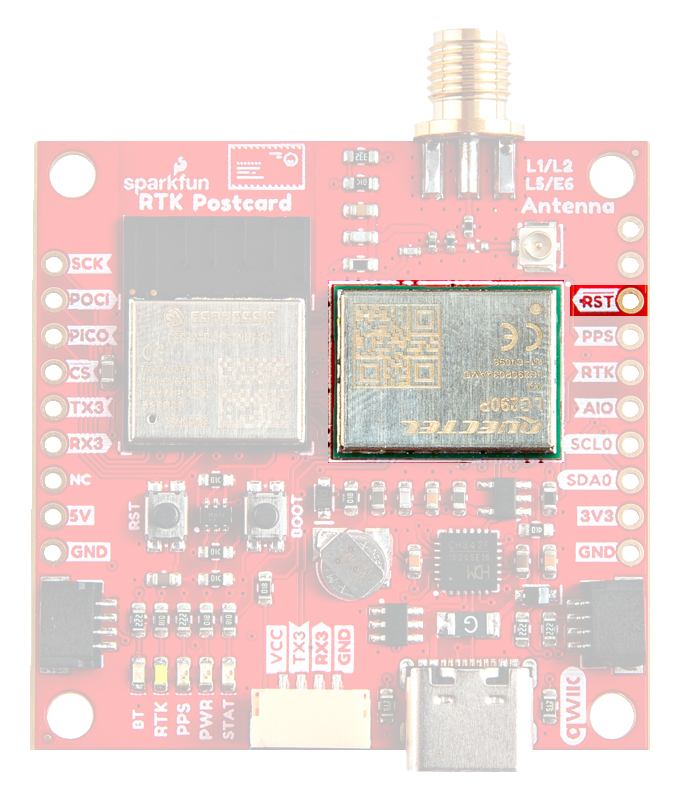 sparkfun
RTK Postcard
L1/L2
L5/E6
Antenna
SCK
POCI
PICO
CS
TX3
RX3
NC
5V
GND
ESPRESSIF
QUECTEL
LG290P
CE
RST
PPS
RTK
AIO
SCL0
SDA0
3V3
GND
RST
BOOT
VCC
TX3
RX3
GND
BT
RTK
PPS
PWR
STAT
qwiic